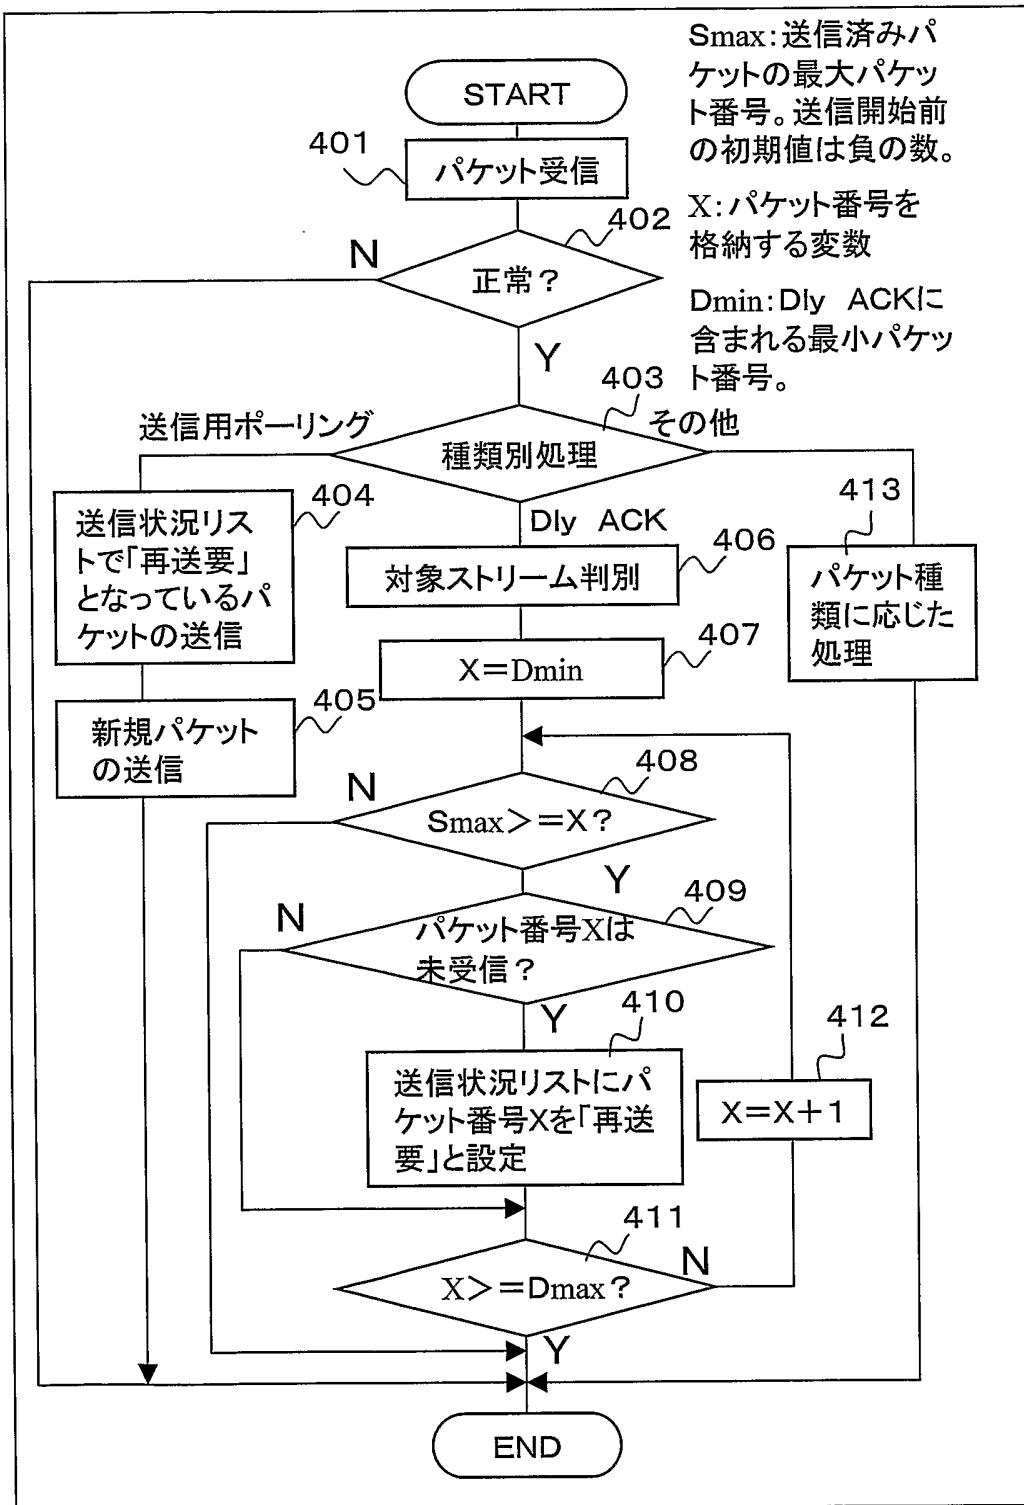 Smax:送信済みパ
ケットの最大パケッ
ト番号。送信開始前
の初期値は負の数。
X:パケット番号を
格納する変数
Dmin:Dly ACKに
含まれる最小パケッ
ト番号。
START
401
パケット受信
402
N
正常?
Y
403
送信用ポーリング
その他
種類別処理
404
送信状況リス
トで「再送要」
となっているパ
ケットの送信
Dly ACK
413
パケット種
類に応じた
処理
406
対象ストリーム判別
407
X=Dmin
405
新規パケット
の送信
408
N
Smax>=X?
Y
409
N
パケット番号Xは
未受信?
Y
410
送信状況リストにパ
ケット番号Xを「再送
要」と設定
412
X=X+1
411
N
X>=Dmax?
Y
END